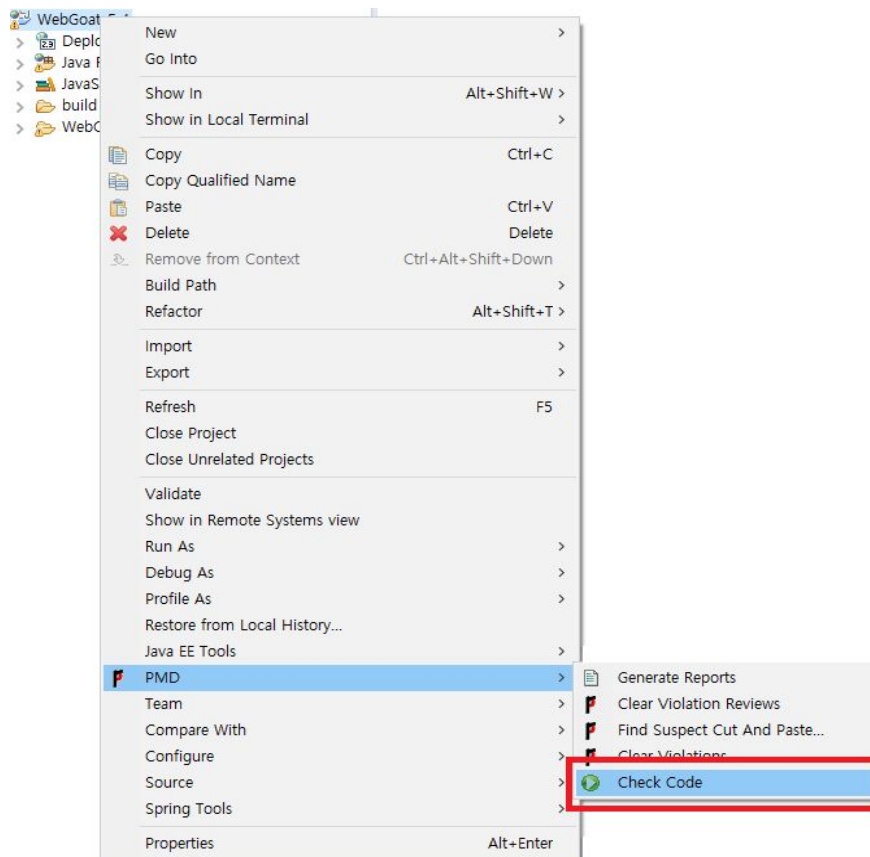 WebGoat
Deplo
Java
JavaS
build
WebG
New
Go Into
Show In Alt+Shift+W >
Show in Local Terminal
Copy Ctrl+C
Copy Qualified Name
Paste Ctrl+V
Delete Delete
Remove from Context Ctrl+Alt+Shift+Down
Build Path
Refactor Alt+Shift+T >
Import
Export
Refresh F5
Close Project
Close Unrelated Projects
Validate
Show in Remote Systems view
Run As
Debug As
Profile As
Restore from Local History...
Java EE Tools
PMD
Team
Compare With
Configure
Source
Spring Tools
Properties Alt+Enter
Generate Reports
Clear Violation Reviews
Find Suspect Cut And Paste...
Clear Violations
Check Code